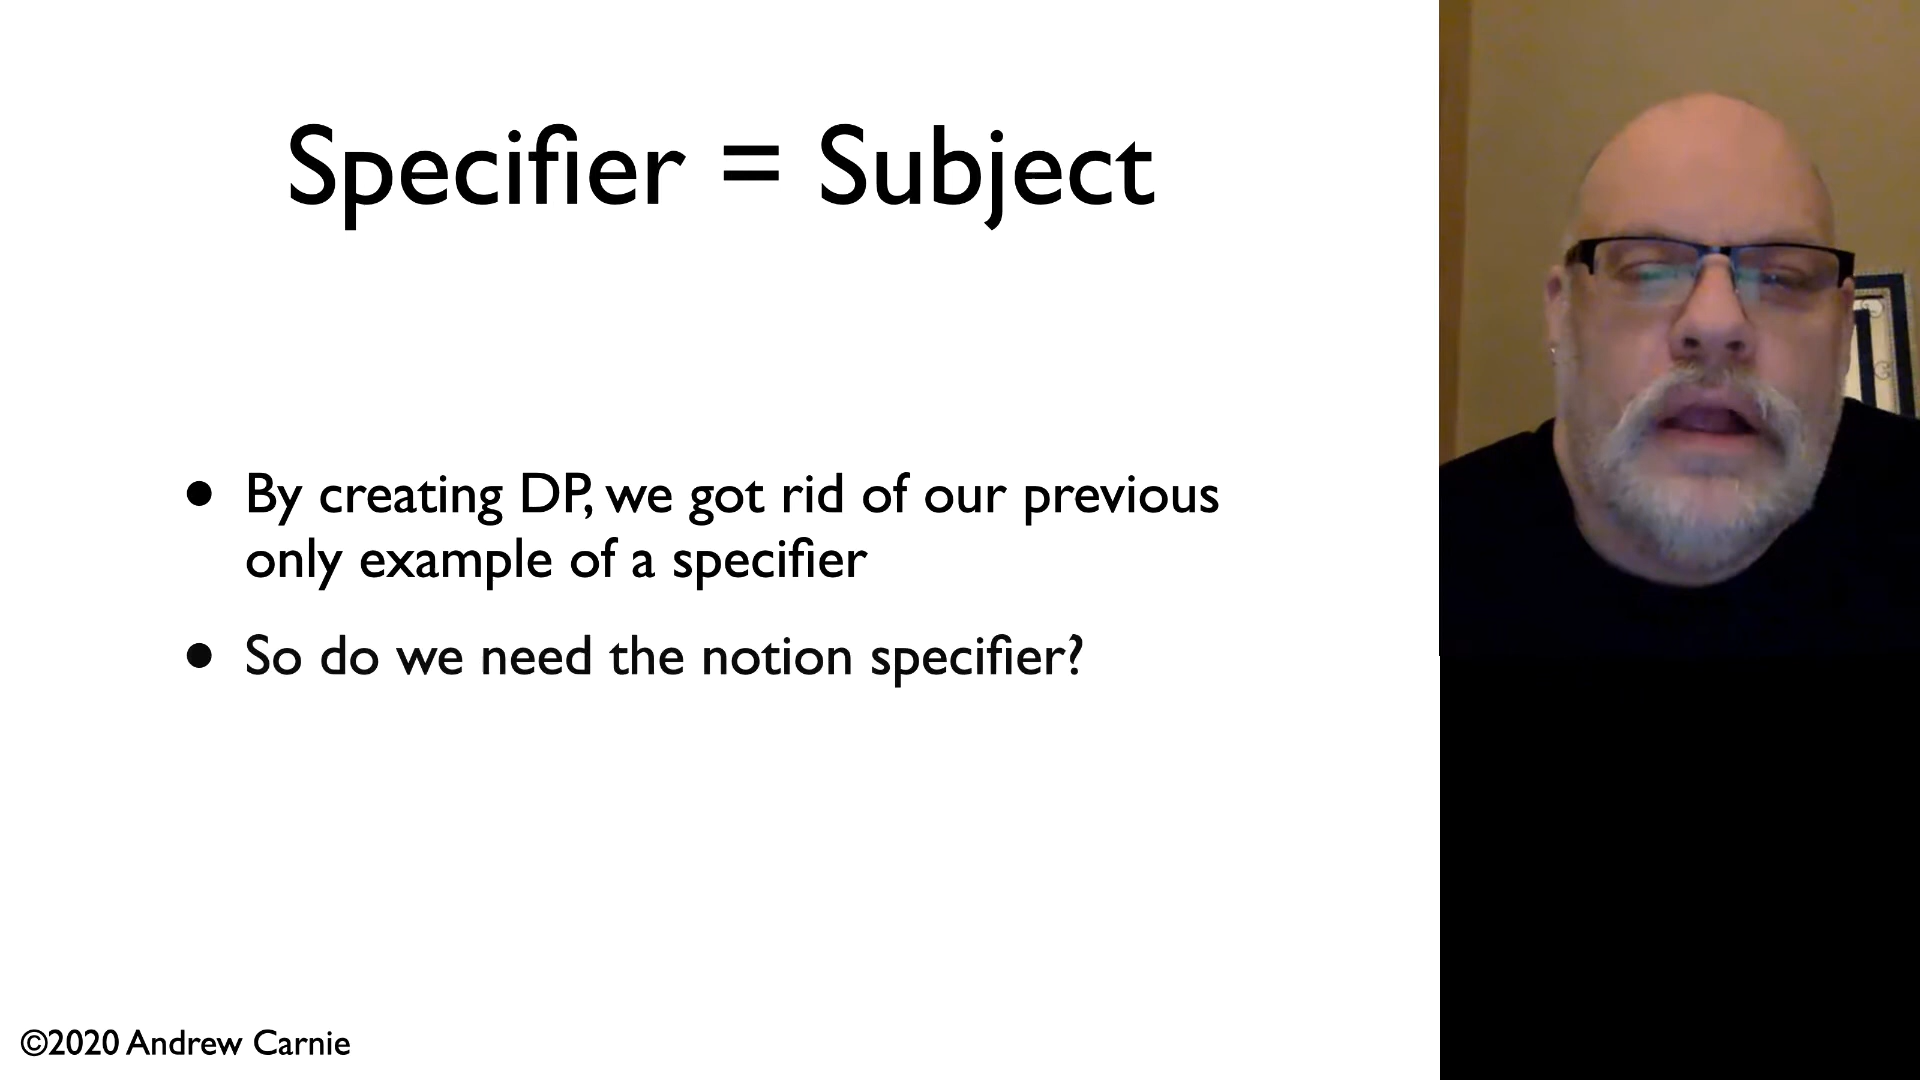 Specifier = Subject
• By creating DP, we got rid of our previous
only example of a specifier
• So do we need the notion specifier?
©2020 Andrew Carnie